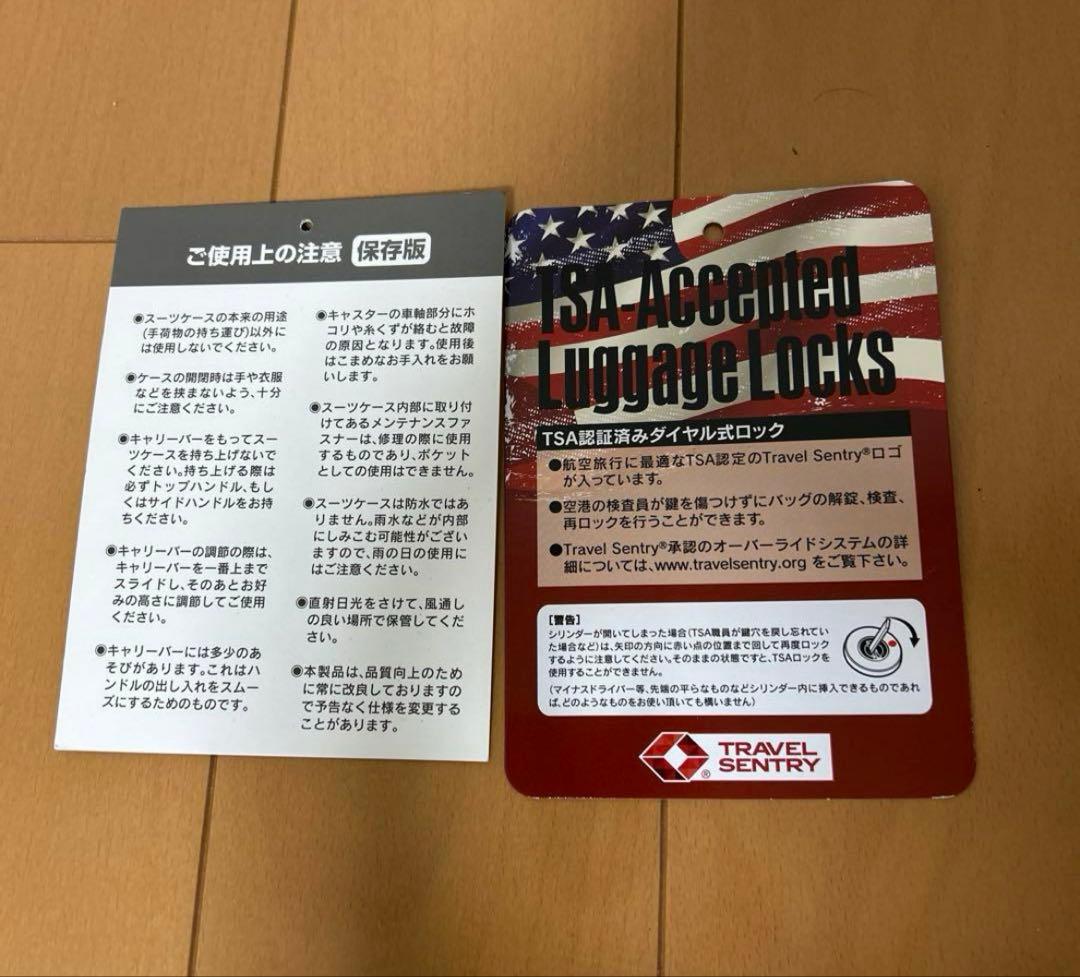 ご使用上の注意 保存版
◉スーツケースの本来の用途
(手荷物の持ち運び)以外に
は使用しないでください。
◉ケースの開閉時は手や衣服
などを挟まないよう、十分
にご注意ください。
◉キャリーバーをもってスー
ツケースを持ち上げないで
ください。持ち上げる際は
必ずトップハンドル、もし
くはサイドハンドルをお持
ちください。
◉キャリーバーの調節の際は、
キャリーバーを一番上まで
スライドし、そのあとお好
みの高さに調節してご使用
ください。
◉キャリーバーには多少のあ
そびがあります。これはハ
ンドルの出し入れをスムー
ズにするためのものです。
◉キャスターの車軸部分にホ
コリや糸くずが絡むと故障
の原因となります。使用後
はこまめなお手入れをお願
いします。
◉スーツケース内部に取り付
けてあるメンテナンスファ
スナーは、修理の際に使用
するものであり、ポケット
としての使用はできません。
◉スーツケースは防水ではあ
りません。雨水などが内部
にしみこむ可能性がござい
ますので、雨の日の使用に
はご注意ください。
◉直射日光をさけて、風通し
の良い場所で保管してくだ
さい。
◉本製品は、品質向上のため
に常に改良しておりますの
で予告なく仕様を変更する
ことがあります。
TSA-Accepted
Luggage Locks
TSA認証済みダイヤル式ロック
●航空旅行に最適なTSA認定のTravel Sentry®ロゴ
が入っています。
●空港の検査員が鍵を傷つけずにバッグの解錠、検査、
再ロックを行うことができます。
●Travel Sentry®承認のオーバーライドシステムの詳
細については、www.travelsentry.org をご覧下さい。
[警告]
シリンダーが開いてしまった場合(TSA職員が鍵穴を戻し忘れてい
た場合など)は、矢印の方向に赤い点の位置まで回して再度ロック
するように注意してください。そのままの状態ですと、TSAロックを
使用することができません。
(マイナスドライバー等、先端の平らなものなどシリンダー内に挿入できるものであれ
ば、どのようなものをお使い頂いても構いません)
® TRAVEL
SENTRY